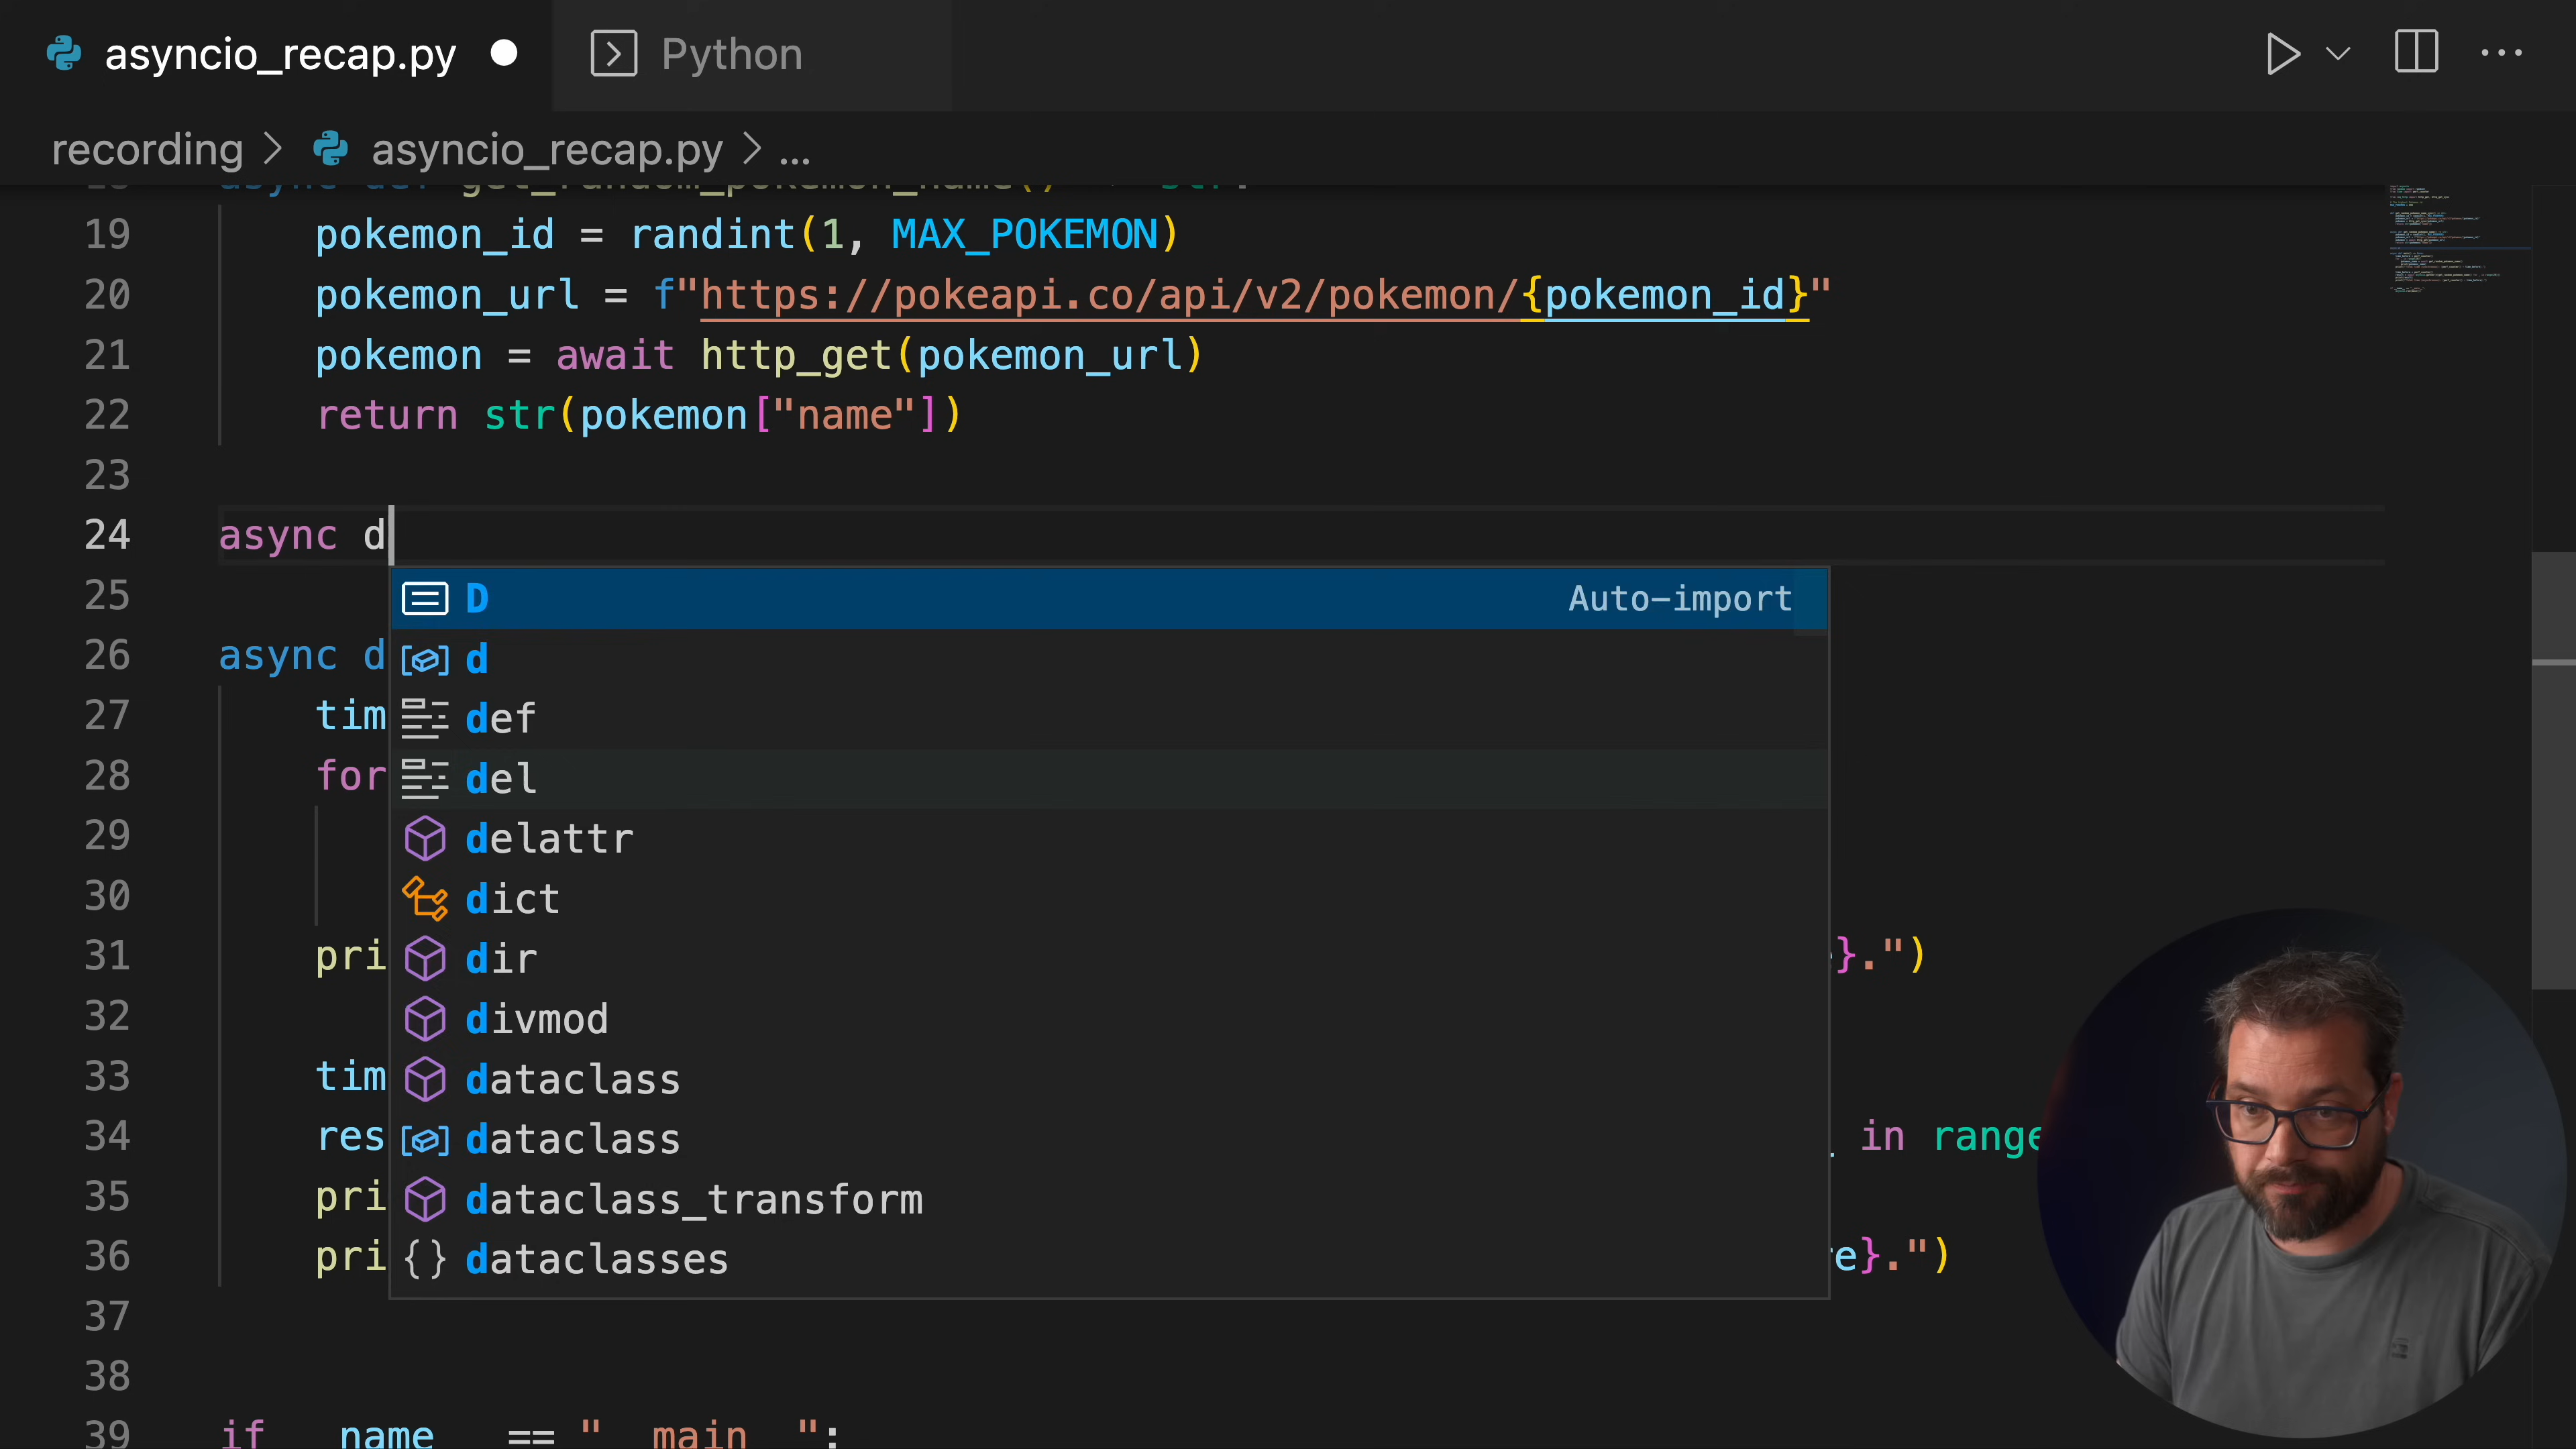 asyncio_recap.py
Python
recording > asyncio_recap.py > ...
19 pokemon_id = randint(1, MAX_POKEMON)
20 pokemon_url = f"https://pokeapi.co/api/v2/pokemon/{pokemon_id}"
21 pokemon = await http_get(pokemon_url)
22 return str(pokemon["name"])
23
24 async d
25 D Auto-import
26 async d
d
27 tim
def
28 for
del
29
delattr
30
dict
31 pri }.")
dir
32
divmod
33 tim
dataclass
34 res in range
dataclass
35 pri
dataclass_transform
36 pri e}.")
dataclasses
37
38
39 if __name__ == "__main__":